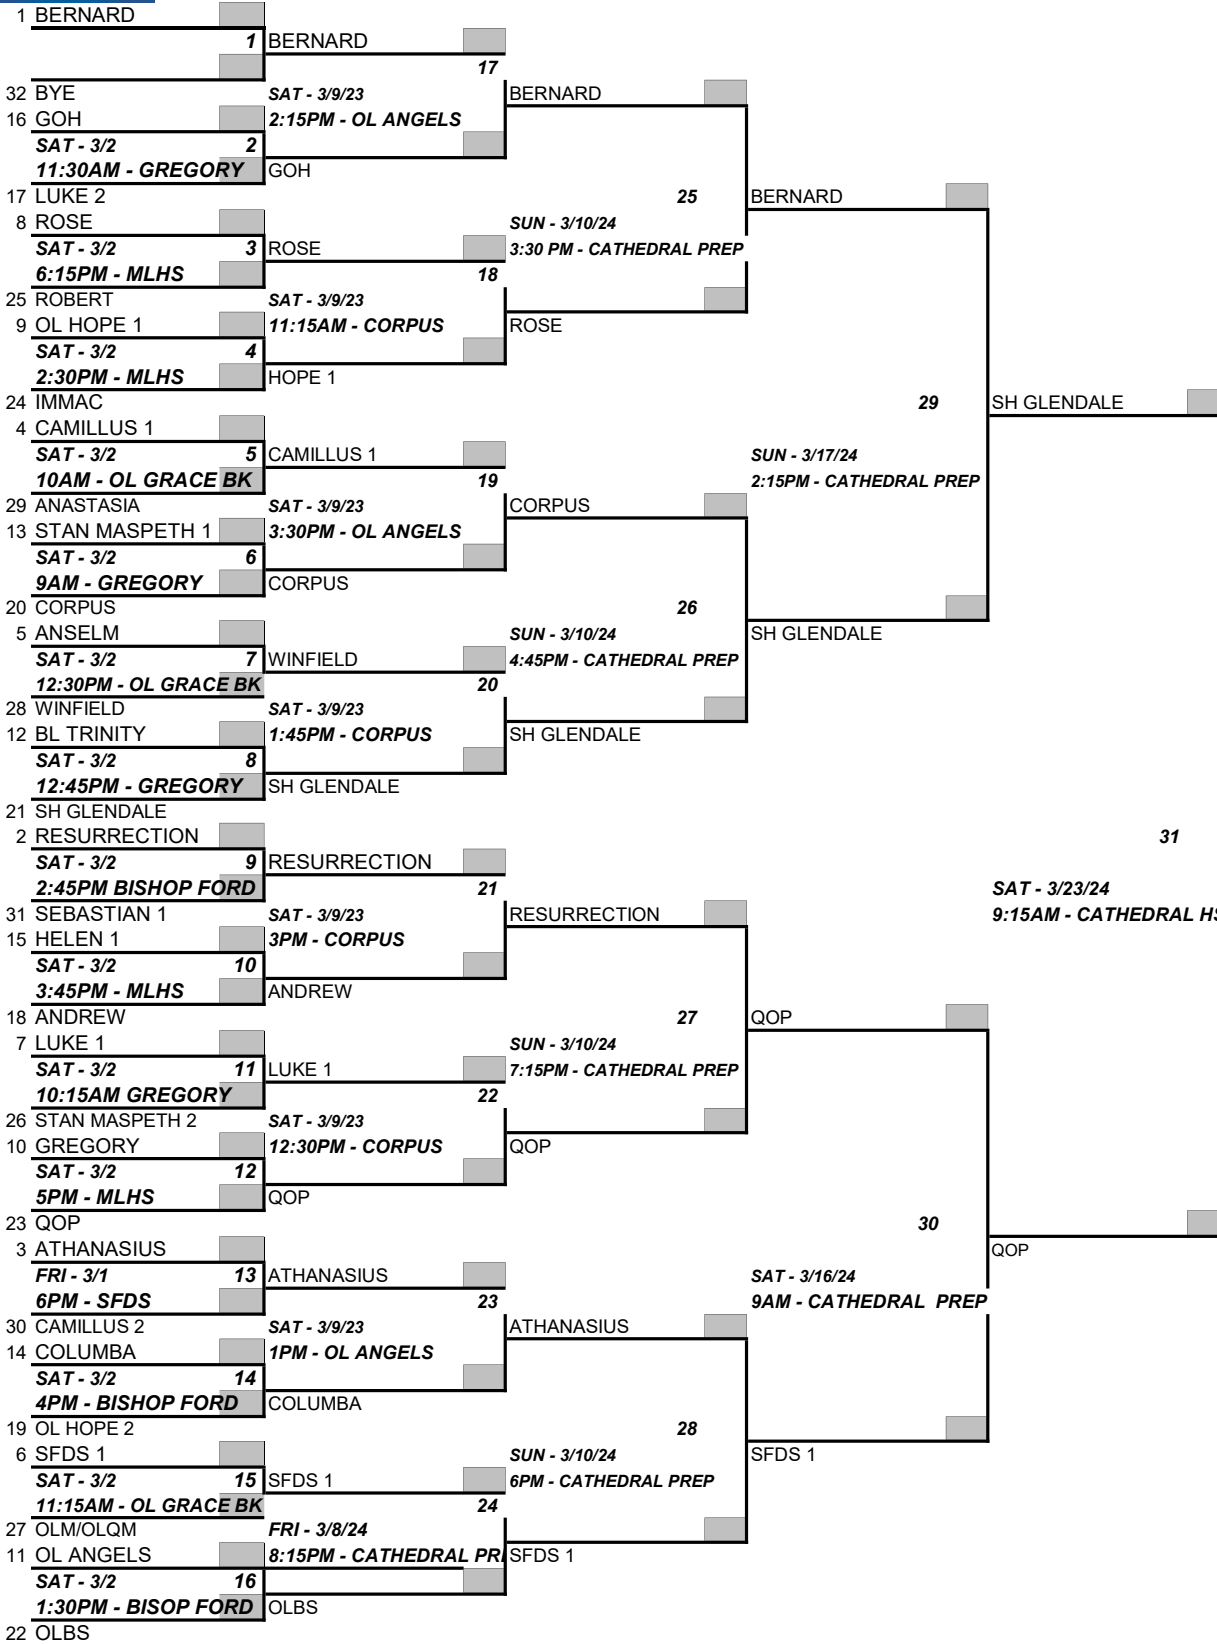 1 BERNARD
1 BERNARD
17
32 BYE SAT - 3/9/23 BERNARD
16 GOH 2:15PM - OL ANGELS
SAT - 3/2 2
11:30AM - GREGORY GOH
17 LUKE 2 25 BERNARD
8 ROSE SUN - 3/10/24
SAT - 3/2 3 ROSE 3:30 PM - CATHEDRAL PREP
6:15PM - MLHS 18
25 ROBERT SAT - 3/9/23
9 OL HOPE 1 11:15AM - CORPUS ROSE
SAT - 3/2 4
2:30PM - MLHS HOPE 1
24 IMMAC 29 SH GLENDALE
4 CAMILLUS 1
SAT - 3/2 5 CAMILLUS 1 SUN - 3/17/24
10AM - OL GRACE BK 19 2:15PM - CATHEDRAL PREP
29 ANASTASIA SAT - 3/9/23 CORPUS
13 STAN MASPETH 1 3:30PM - OL ANGELS
SAT - 3/2 6
9AM - GREGORY CORPUS
20 CORPUS 26
5 ANSELM SUN - 3/10/24 SH GLENDALE
SAT - 3/2 7 WINFIELD 4:45PM - CATHEDRAL PREP
12:30PM - OL GRACE BK 20
28 WINFIELD SAT - 3/9/23
12 BL TRINITY 1:45PM - CORPUS SH GLENDALE
SAT - 3/2 8
12:45PM - GREGORY SH GLENDALE
21 SH GLENDALE
2 RESURRECTION 31
SAT - 3/2 9 RESURRECTION
2:45PM BISHOP FORD 21 SAT - 3/23/24
31 SEBASTIAN 1 SAT - 3/9/23 RESURRECTION 9:15AM - CATHEDRAL HS
15 HELEN 1 3PM - CORPUS
SAT - 3/2 10
3:45PM - MLHS ANDREW
18 ANDREW 27 QOP
7 LUKE 1 SUN - 3/10/24
SAT - 3/2 11 LUKE 1 7:15PM - CATHEDRAL PREP
10:15AM GREGORY 22
26 STAN MASPETH 2 SAT - 3/9/23
10 GREGORY 12:30PM - CORPUS QOP
SAT - 3/2 12
5PM - MLHS QOP
23 QOP 30
3 ATHANASIUS QOP
FRI - 3/1 13 ATHANASIUS SAT - 3/16/24
6PM - SFDS 23 9AM - CATHEDRAL PREP
30 CAMILLUS 2 SAT - 3/9/23 ATHANASIUS
14 COLUMBA 1PM - OL ANGELS
SAT - 3/2 14
4PM - BISHOP FORD COLUMBA
19 OL HOPE 2 28
6 SFDS 1 SUN - 3/10/24 SFDS 1
SAT - 3/2 15 SFDS 1 6PM - CATHEDRAL PREP
11:15AM - OL GRACE BK 24
27 OLM/OLQM FRI - 3/8/24
11 OL ANGELS 8:15PM - CATHEDRAL PRI SFDS 1
SAT - 3/2 16
1:30PM - BISOP FORD OLBS
22 OLBS